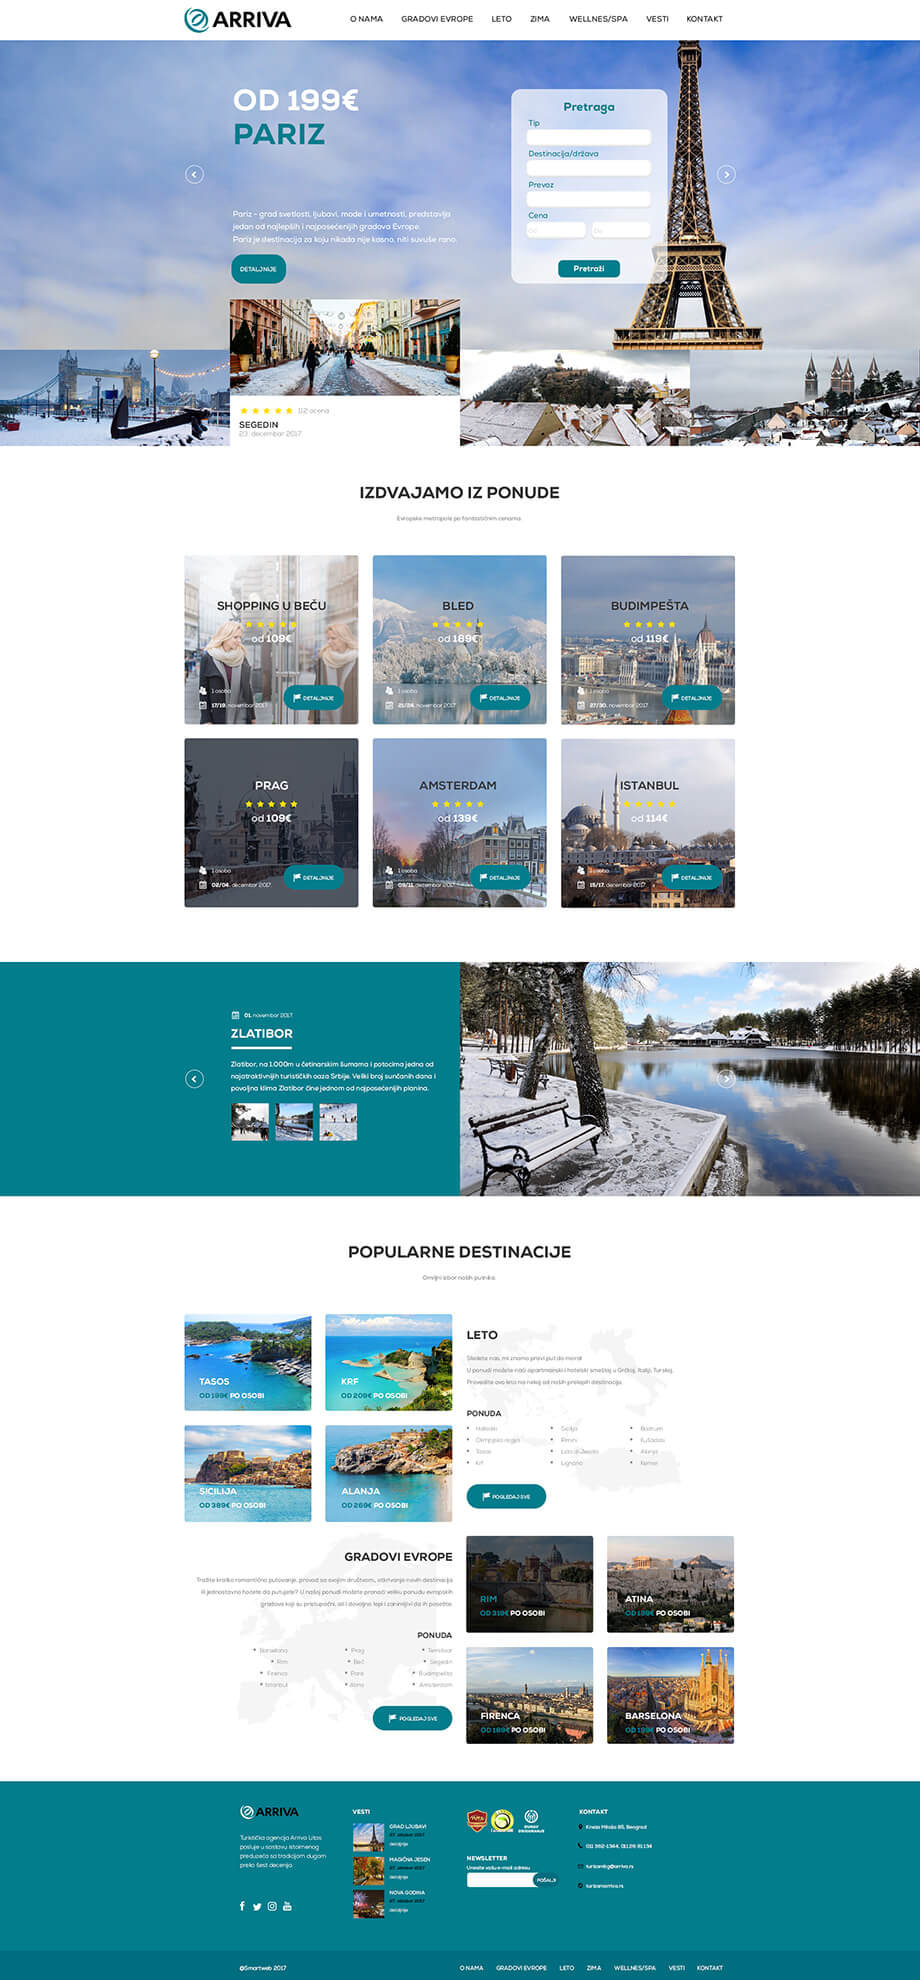 ARRIVA
O NAMA GRADOVI EVROPE LETO ZIMA WELLNES/SPA VESTI KONTAKT
OD 199€
PARIZ
Pariz - grad svetlosti, ljubavi, mode i umetnosti, predstavlja
jedan od najlepših i najposećenijih gradova Evrope.
Pariz je destinacija za koju nikada nije kasno, niti suvuše rano.
DETALJNIJE
Pretraga
Tip
Destinacija/država
Prevoz
Cena
Od Do
Pretraži
112 ocena
SEGEDIN
23. decembar 2017
IZDVAJAMO IZ PONUDE
Evropske metropole po fantastičnim cenama
SHOPPING U BEČU
od 109€
1 osoba
17/19. novembar 2017
DETALJNIJE
BLED
od 189€
1 osoba
21/24. novembar 2017
DETALJNIJE
BUDIMPEŠTA
od 119€
1 osoba
27/30. novembar 2017
DETALJNIJE
PRAG
od 109€
1 osoba
02/04. decembar 2017
DETALJNIJE
AMSTERDAM
od 139€
1 osoba
09/11. decembar 2017
DETALJNIJE
ISTANBUL
od 114€
1 osoba
15/17. decembar 2017
DETALJNIJE
01. novembar 2017
ZLATIBOR
Zlatibor, na 1.000m u četinarskim šumama i potocima jedna od
najatraktivnijih turističkih oaza Srbije. Veliki broj sunčanih dana i
povoljna klima Zlatibor čine jednom od najposećenijih planina.
POPULARNE DESTINACIJE
Omiljni izbor naših putnika
TASOS
OD 199€ PO OSOBI
KRF
OD 209€ PO OSOBI
SICILIJA
OD 389€ PO OSOBI
ALANJA
OD 269€ PO OSOBI
LETO
Sledete nas, mi znamo pravi put do mora!
U ponudi možete naći apartmanski i hotelski smeštaj u Grčkoj, Italiji, Turskoj.
Provedite ovo leto na nekoj od naših prelepih destinacija.
PONUDA
Halkidiki Sicilija Bodrum
Olimpijska regija Rimini Kušadasi
Tasos Lido di Jesolo Alanja
Krf Lignano Kemer
POGLEDAJ SVE
GRADOVI EVROPE
Tražite kratko romantično putovanje, provod sa svojim društvom, otkrivanje novih destinacija
ili jednostavno hoćete da putujete? U našoj ponudi možete pronaći veliku ponudu evropskih
gradova koji su pristupačni, ali i dovoljno lepi i zanimljivi da ih posetite.
PONUDA
Barselona Prag Temišvar
Rim Beč Segedin
Firenca Pariz Budimpešta
Istanbul Atina Amsterdam
POGLEDAJ SVE
RIM
OD 319€ PO OSOBI
ATINA
OD 199€ PO OSOBI
FIRENCA
OD 189€ PO OSOBI
BARSELONA
OD 199€ PO OSOBI
ARRIVA
Turistička agencija Arriva Litas
posluje u sastavu istoimenog
preduzeća sa tradicijom dugom
preko šest decenija.
VESTI
GRAD LJUBAVI
27. oktobar 2017
detaljnije
MAGIČNA JESEN
27. oktobar 2017
detaljnije
NOVA GODINA
27. oktobar 2017
detaljnije
NEWSLETTER
Unesite vašu e-mail adresu
POŠALJI
KONTAKT
Kneza Miloša 85, Beograd
011 362-1344, 01129 91134
turizambg@arriva.rs
turizamarriva.rs
©Smartweb 2017
O NAMA GRADOVI EVROPE LETO ZIMA WELLNES/SPA VESTI KONTAKT